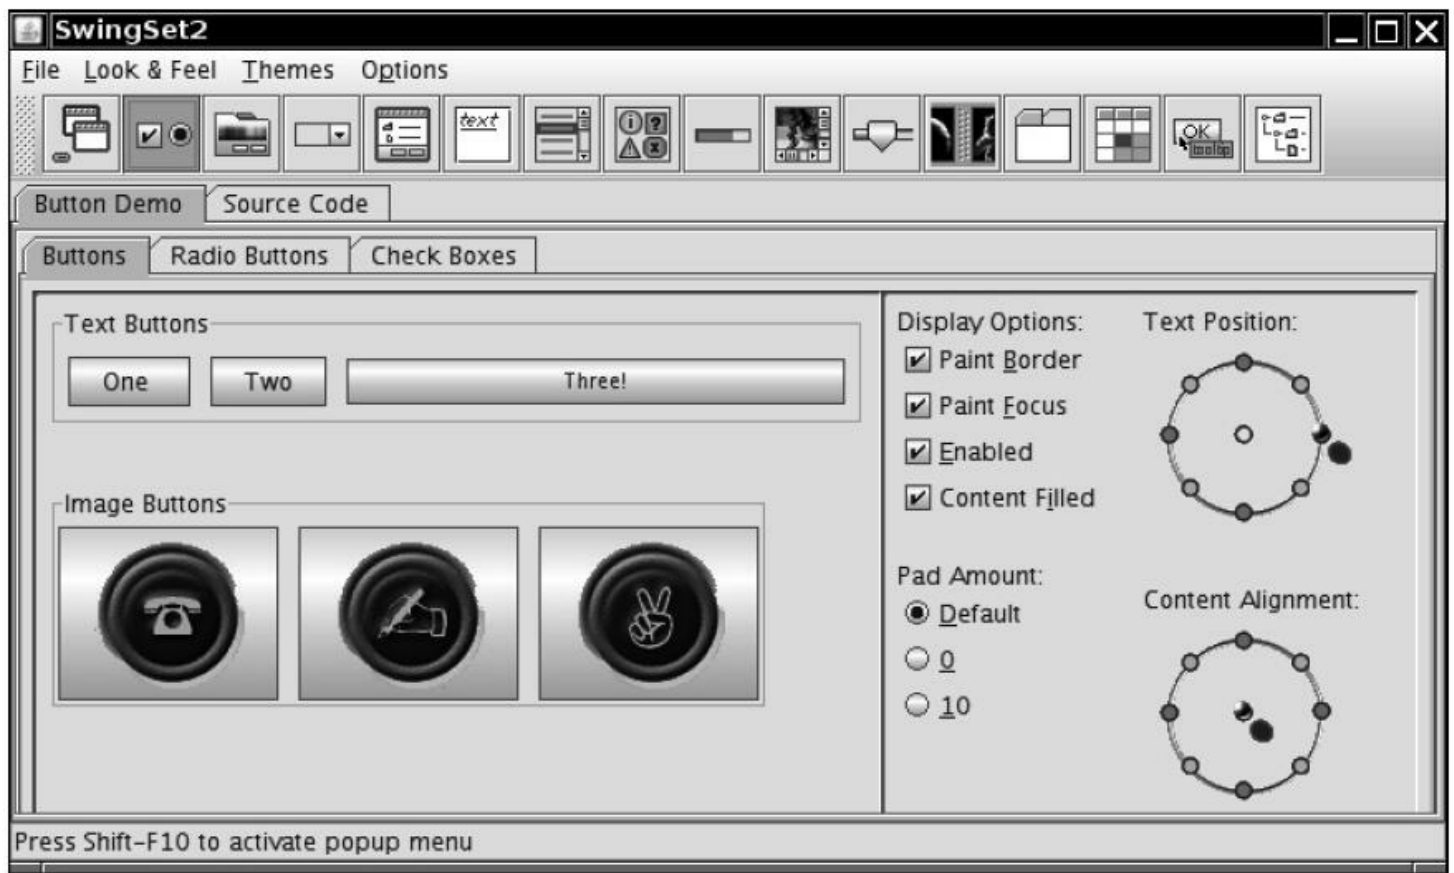 SwingSet2
File Look & Feel Themes Options
text
OK
tooltip
Button Demo Source Code
Buttons Radio Buttons Check Boxes
Text Buttons
One Two Three!
Image Buttons
Display Options:
Paint Border
Paint Focus
Enabled
Content Filled
Pad Amount:
Default
0
10
Text Position:
Content Alignment:
Press Shift-F10 to activate popup menu